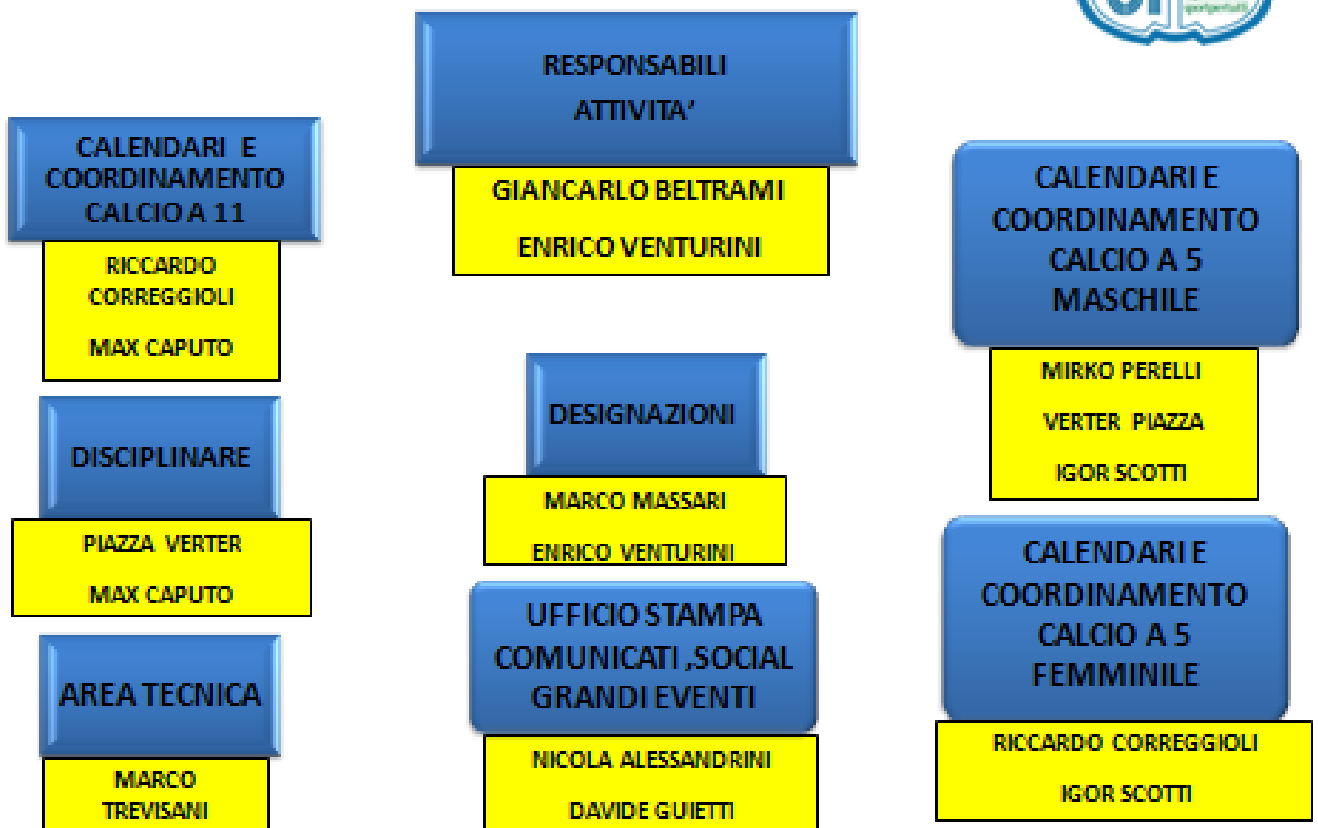 sportpertutti
RESPONSABILI
ATTIVITA'
GIANCARLO BELTRAMI
ENRICO VENTURINI
CALENDARI E
COORDINAMENTO
CALCIO A 11
RICCARDO
CORREGGIOLI
MAX CAPUTO
DISCIPLINARE
PIAZZA VERTER
MAX CAPUTO
AREA TECNICA
MARCO
TREVISANI
DESIGNAZIONI
MARCO MASSARI
ENRICO VENTURINI
UFFICIO STAMPA
COMUNICATI ,SOCIAL
GRANDI EVENTI
NICOLA ALESSANDRINI
DAVIDE GUIETTI
CALENDARI E
COORDINAMENTO
CALCIO A 5
MASCHILE
MIRKO PERELLI
VERTER PIAZZA
IGOR SCOTTI
CALENDARI E
COORDINAMENTO
CALCIO A 5
FEMMINILE
RICCARDO CORREGGIOLI
IGOR SCOTTI